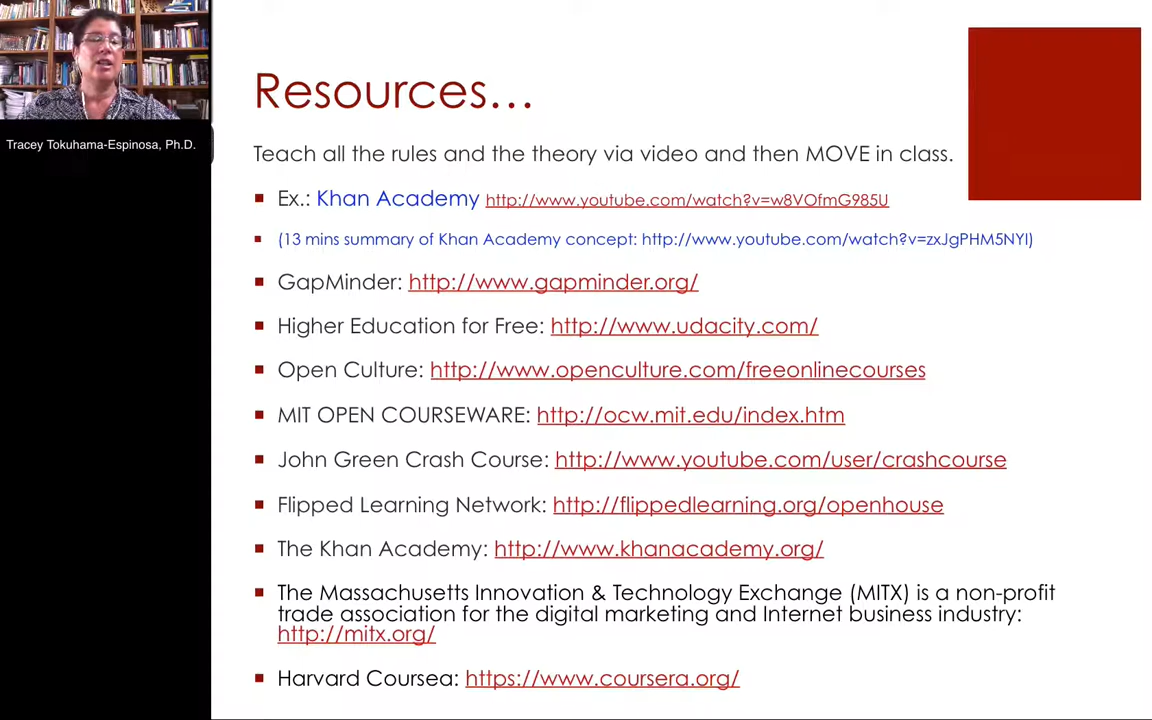 Tracey Tokuhama-Espinosa, Ph.D.
Resources…
Teach all the rules and the theory via video and then MOVE in class.
Ex.: Khan Academy http://www.youtube.com/watch?v=w8VOfmG985U
(13 mins summary of Khan Academy concept: http://www.youtube.com/watch?v=zxJgPHM5NYI)
GapMinder: http://www.gapminder.org/
Higher Education for Free: http://www.udacity.com/
Open Culture: http://www.openculture.com/freeonlinecourses
MIT OPEN COURSEWARE: http://ocw.mit.edu/index.htm
John Green Crash Course: http://www.youtube.com/user/crashcourse
Flipped Learning Network: http://flippedlearning.org/openhouse
The Khan Academy: http://www.khanacademy.org/
The Massachusetts Innovation & Technology Exchange (MITX) is a non-profit
trade association for the digital marketing and Internet business industry:
http://mitx.org/
Harvard Coursea: https://www.coursera.org/